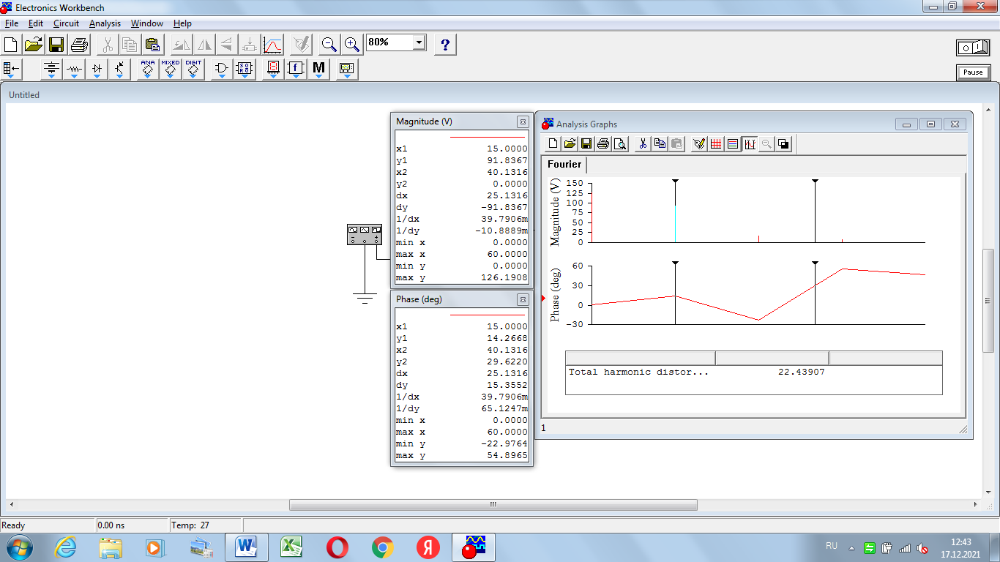 Electronics Workbench
File Edit Circuit Analysis Window Help
80%
?
ANA MIXED DIGIT
f M
Pause
Untitled
Magnitude (V)
x1 15.0000
y1 91.8367
x2 40.1316
y2 0.0000
dx 25.1316
dy -91.8367
1/dx 39.7906m
1/dy -10.8889m
min x 0.0000
max x 60.0000
min y 0.0000
max y 126.1908
Phase (deg)
x1 15.0000
y1 14.2668
x2 40.1316
y2 29.6220
dx 25.1316
dy 15.3552
1/dx 39.7906m
1/dy 65.1247m
min x 0.0000
max x 60.0000
min y -22.9764
max y 54.8965
Analysis Graphs
Fourier
Magnitude (V)
150
125
100
75
50
25
0
Phase (deg)
60
30
0
-30
Total harmonic distor... 22.43907
1
Ready 0.00 ns Temp: 27
RU
12:43
17.12.2021